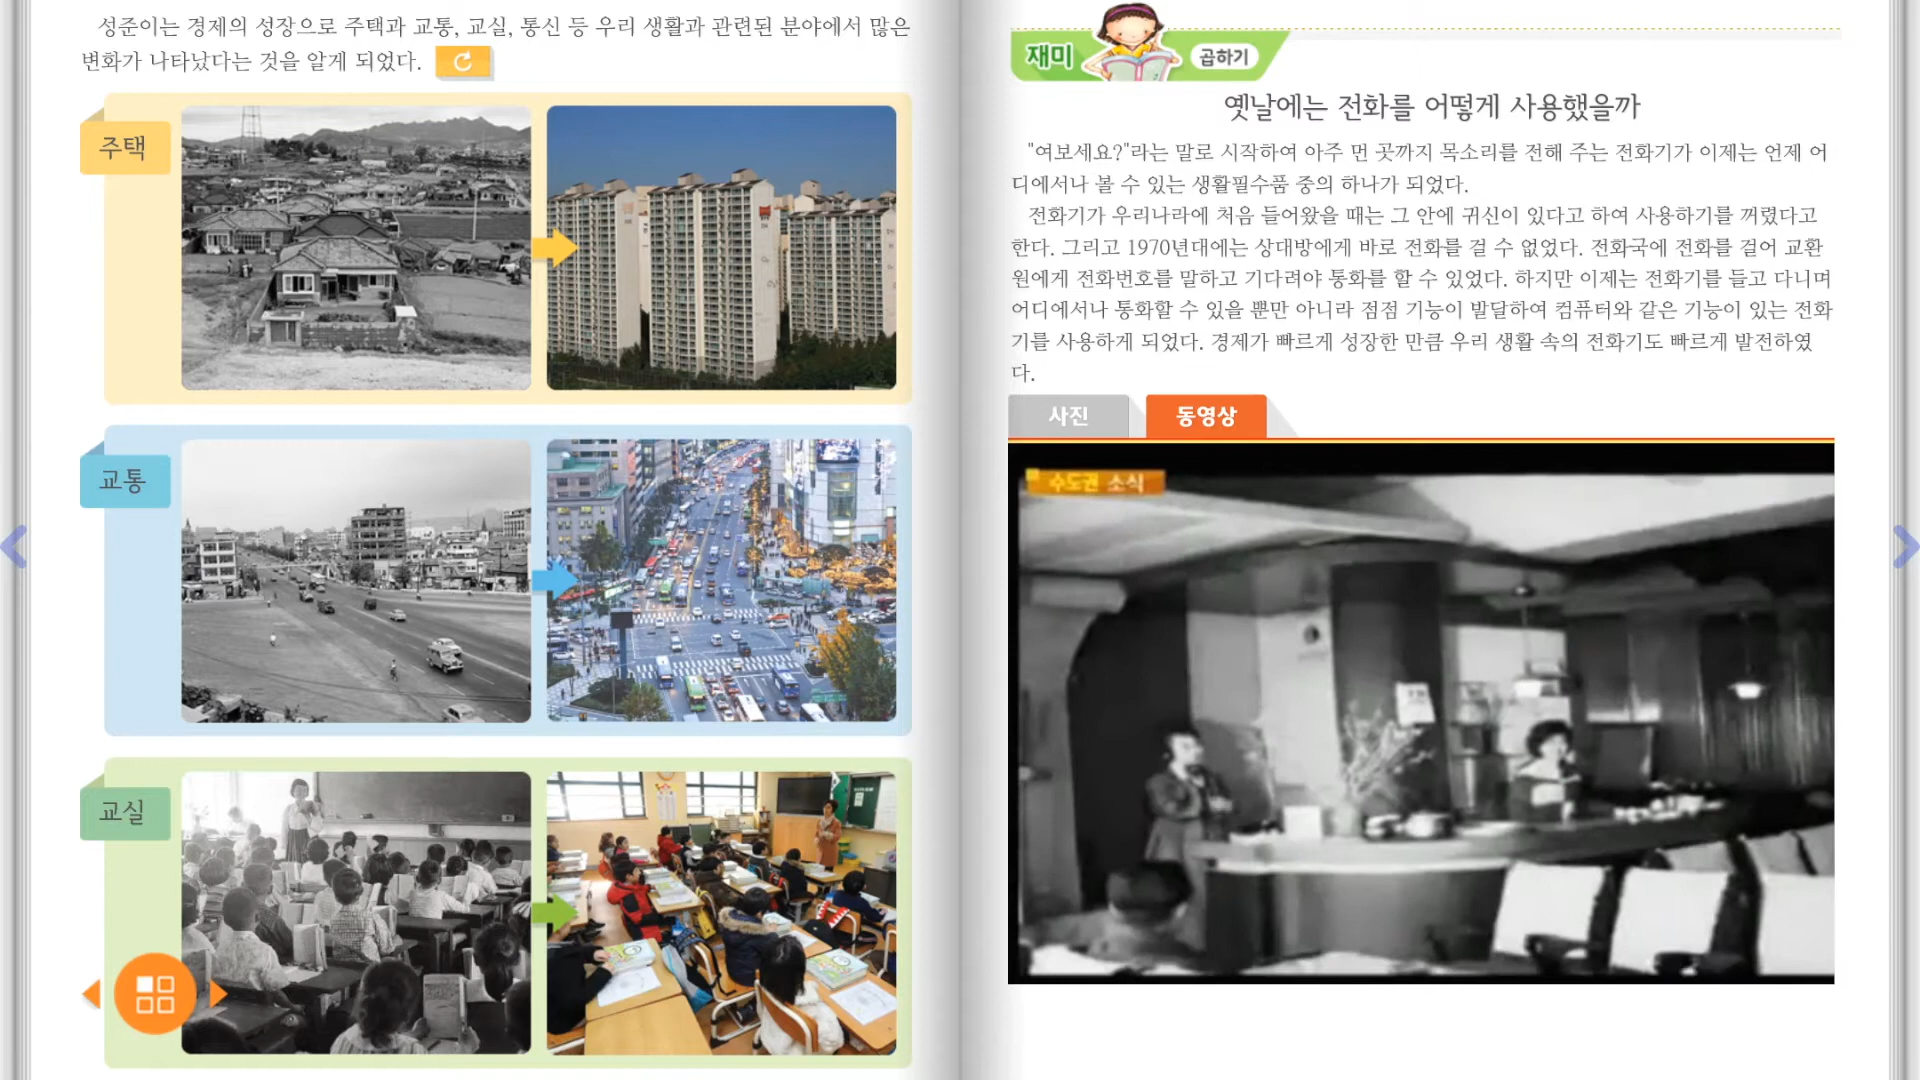 성준이는 경제의 성장으로 주택과 교통, 교실, 통신 등 우리 생활과 관련된 분야에서 많은
변화가 나타났다는 것을 알게 되었다.
주택
교통
교실
재미 곱하기
옛날에는 전화를 어떻게 사용했을까
"여보세요?"라는 말로 시작하여 아주 먼 곳까지 목소리를 전해 주는 전화기가 이제는 언제 어
디에서나 볼 수 있는 생활필수품 중의 하나가 되었다.
전화기가 우리나라에 처음 들어왔을 때는 그 안에 귀신이 있다고 하여 사용하기를 꺼렸다고
한다. 그리고 1970년대에는 상대방에게 바로 전화를 걸 수 없었다. 전화국에 전화를 걸어 교환
원에게 전화번호를 말하고 기다려야 통화를 할 수 있었다. 하지만 이제는 전화기를 들고 다니며
어디에서나 통화할 수 있을 뿐만 아니라 점점 기능이 발달하여 컴퓨터와 같은 기능이 있는 전화
기를 사용하게 되었다. 경제가 빠르게 성장한 만큼 우리 생활 속의 전화기도 빠르게 발전하였
다.
사진 동영상
수도권 소식